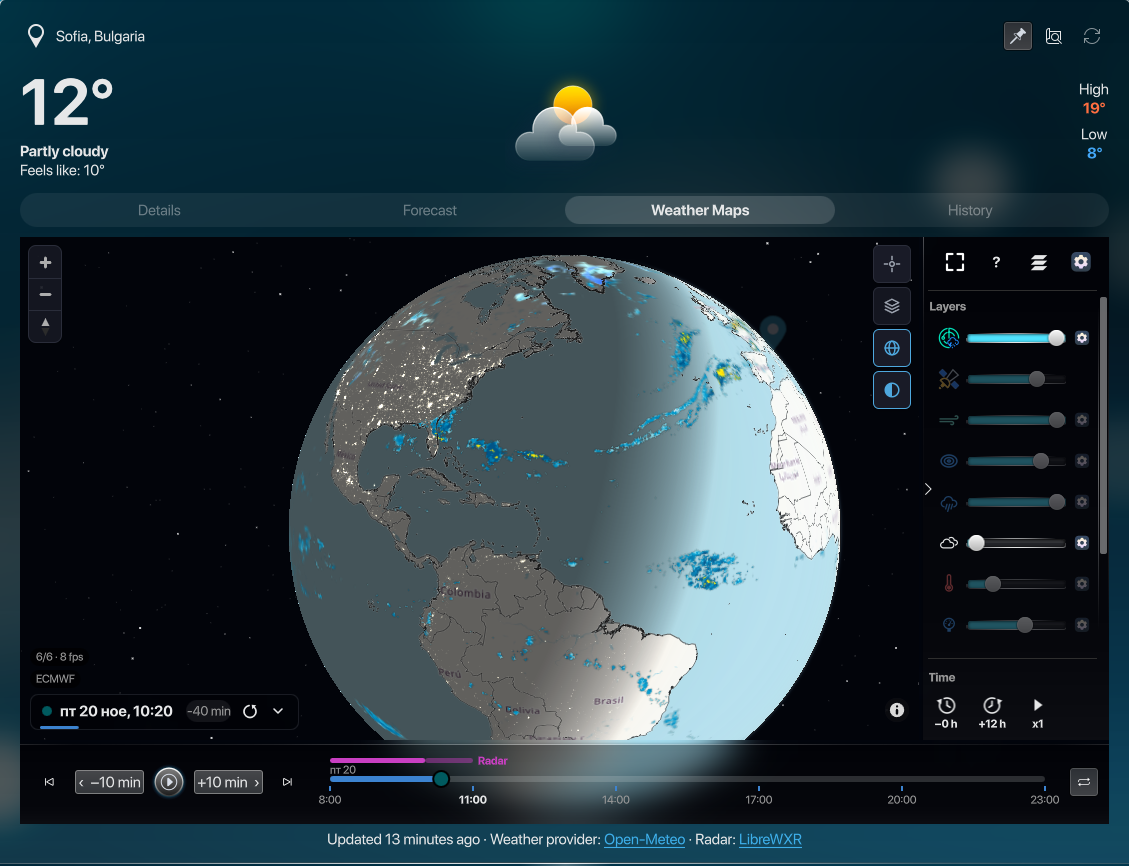 Sofia, Bulgaria
12°
Partly cloudy
Feels like: 10°
High
19°
Low
8°
Details
Forecast
Weather Maps
History
?
Layers
Colombia
Perú
Brasil
Bolivia
6/6 · 8 fps
ECMWF
пт 20 ное, 10:20
-40 min
Time
−0 h
+12 h
x1
Radar
пт 20
‹ −10 min
+10 min ›
8:00
11:00
14:00
17:00
20:00
23:00
Updated 13 minutes ago · Weather provider: Open-Meteo · Radar: LibreWXR